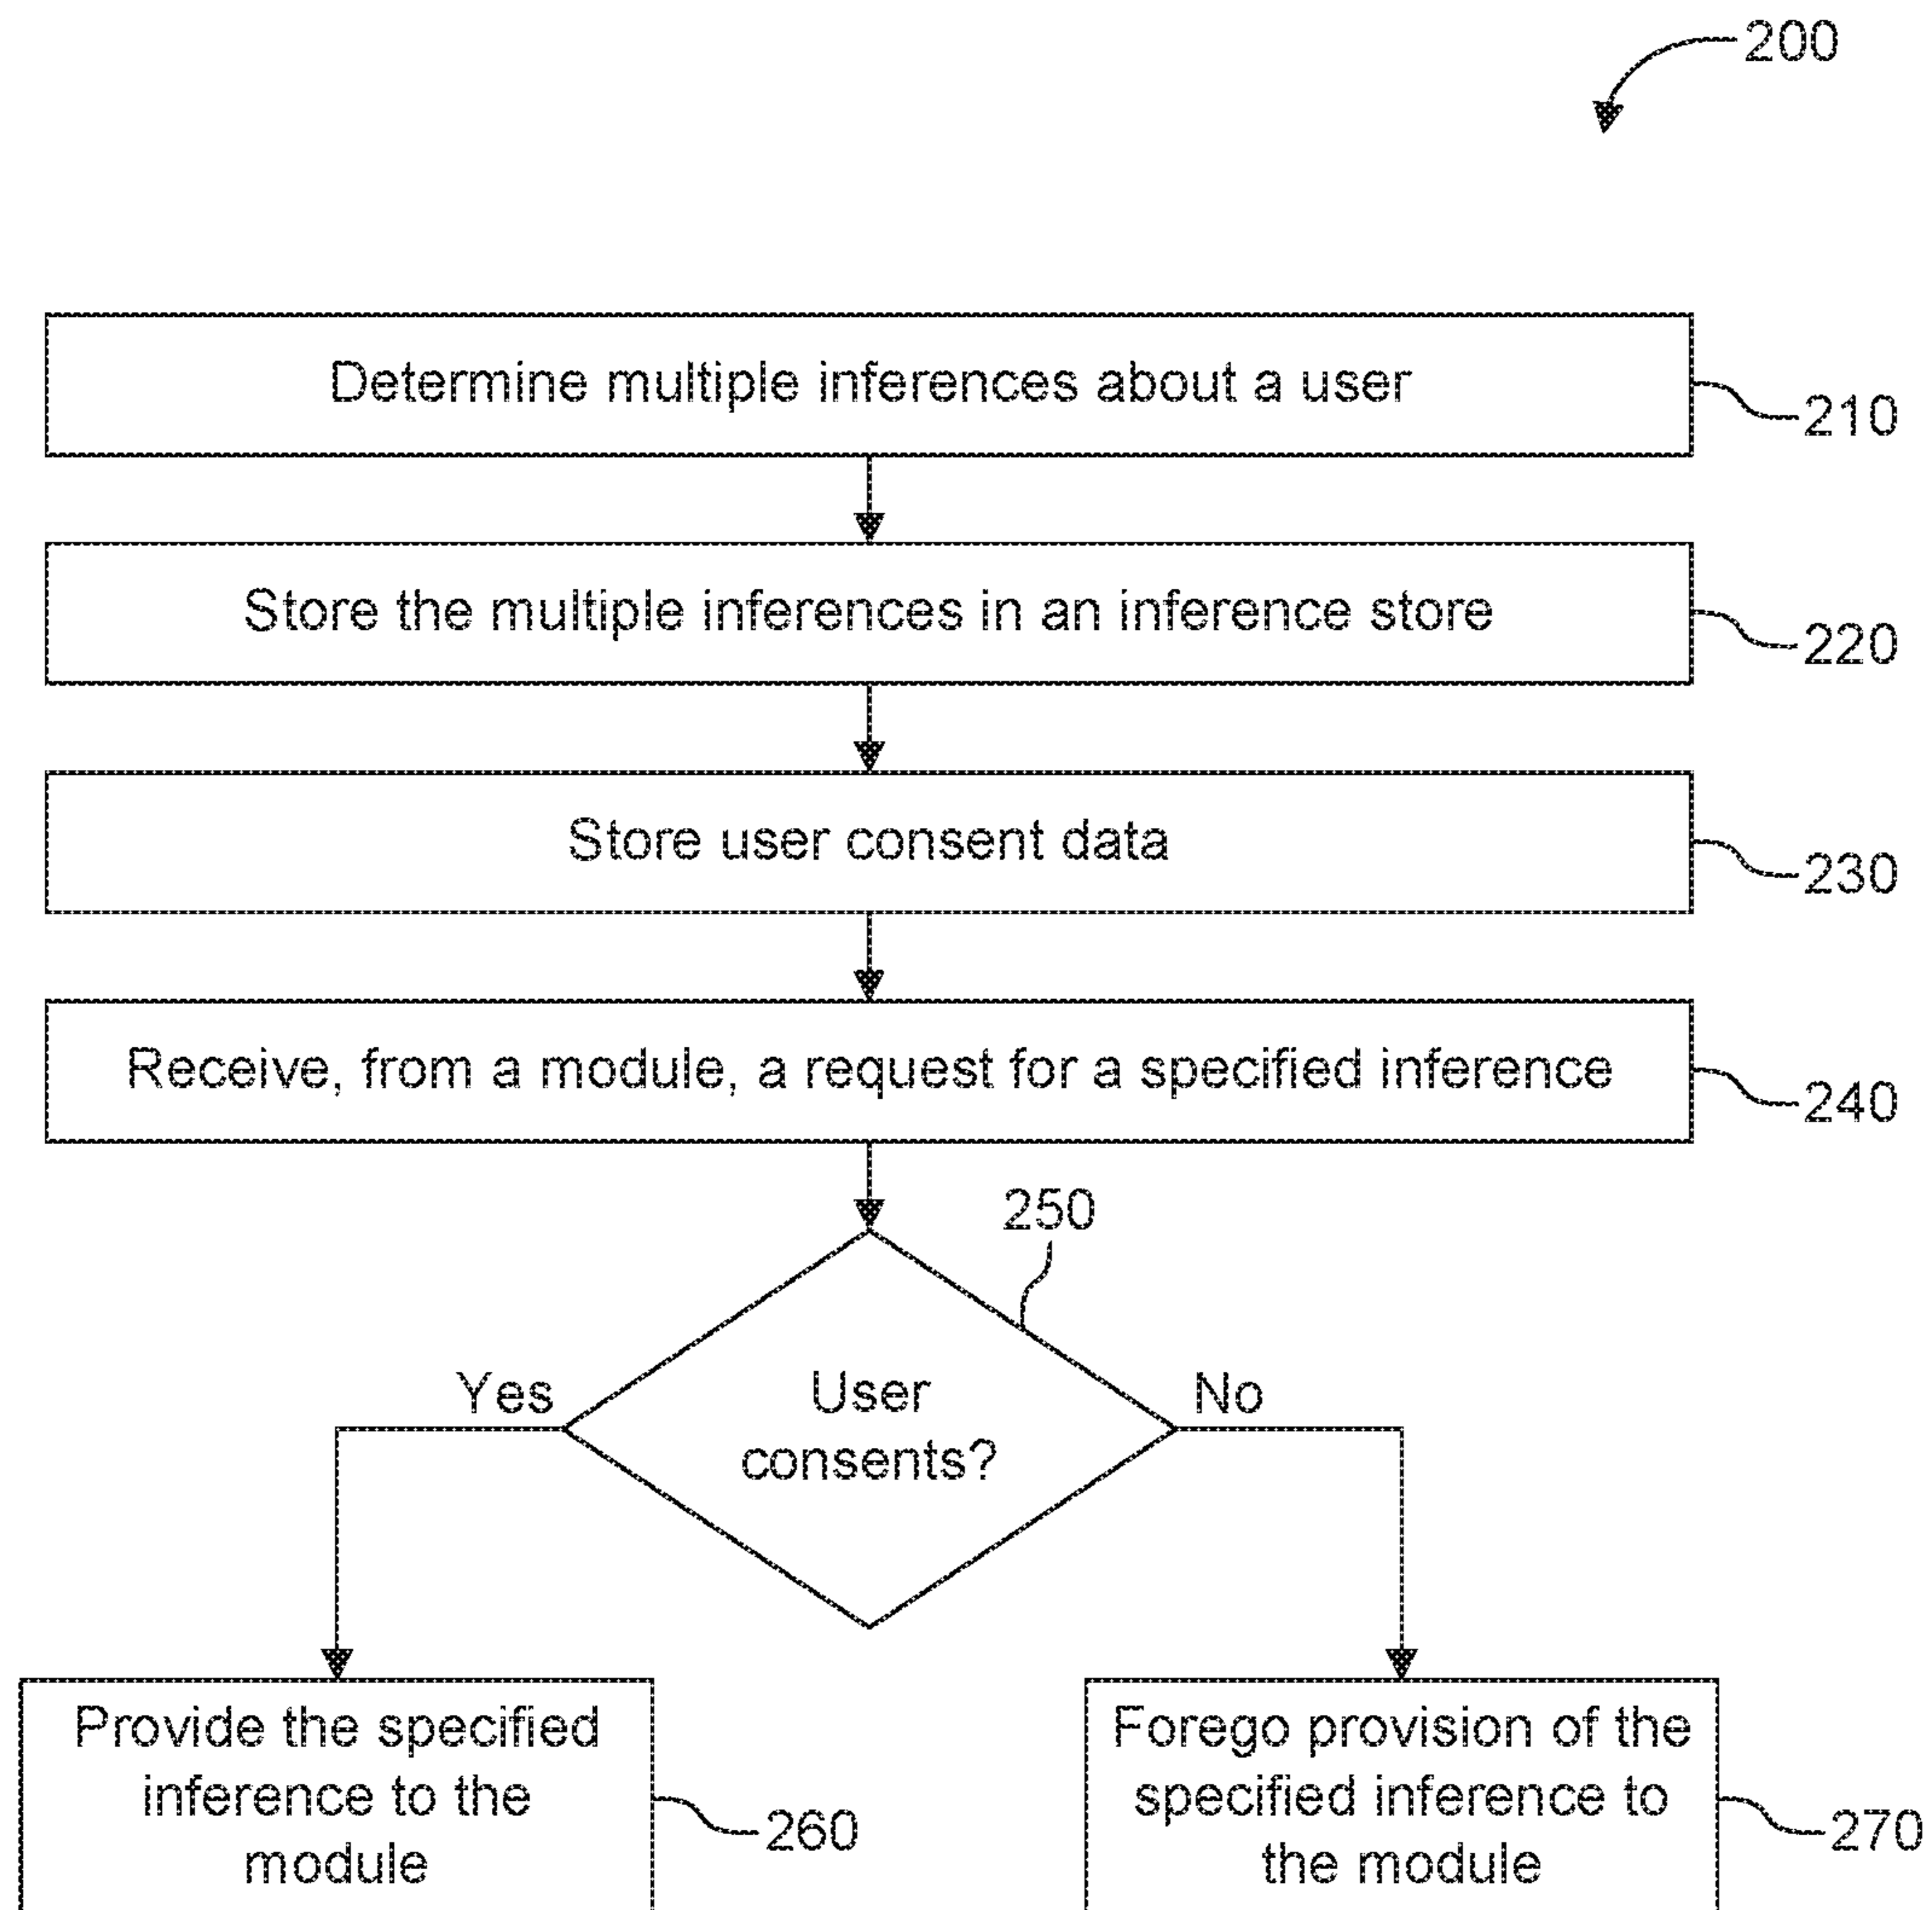 200
Determine multiple inferences about a user
210
Store the multiple inferences in an inference store
220
Store user consent data
230
Receive, from a module, a request for a specified inference
240
250
Yes
User
consents?
No
Provide the specified
inference to the
module
260
Forego provision of the
specified inference to
the module
270